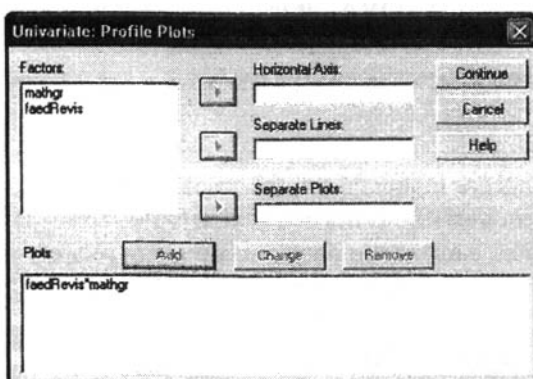 Univariate: Profile Plots
Factors:
mathgr
faedRevis
Horizontal Axis:
Separate Lines:
Separate Plots:
Continue
Cancel
Help
Plots:
Add
Change
Remove
faedRevis*mathgr